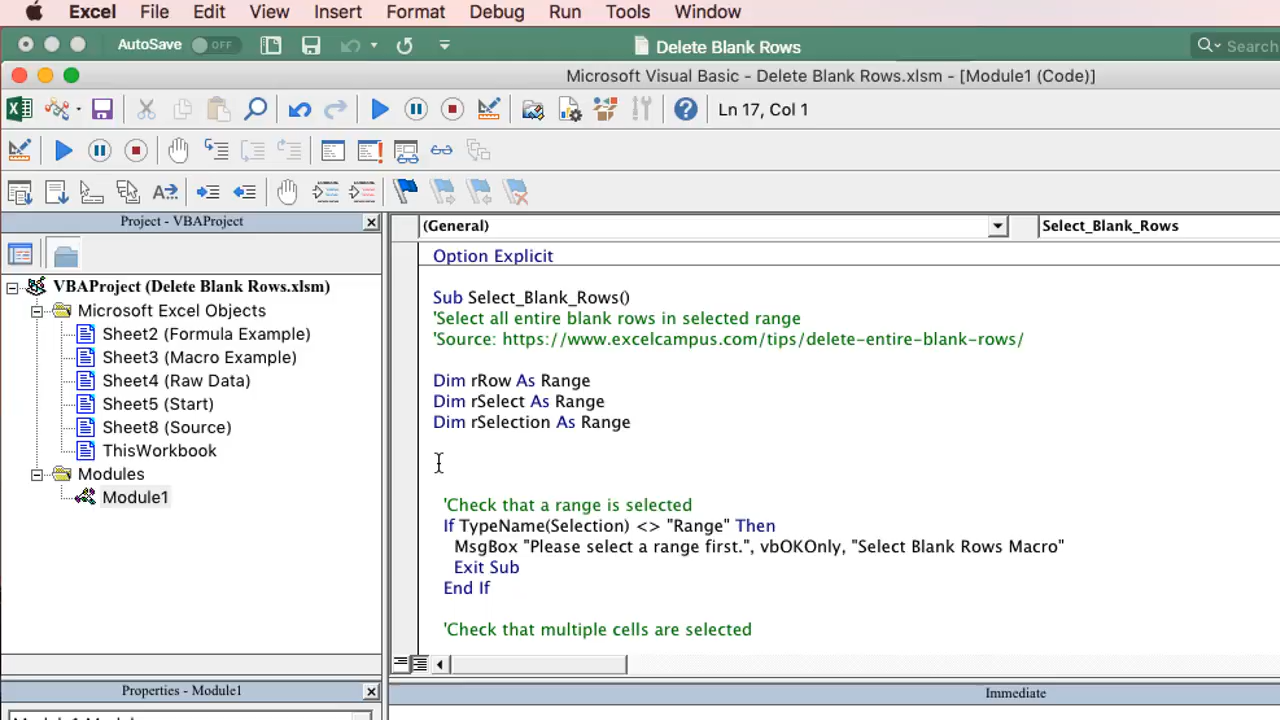 Excel File Edit View Insert Format Debug Run Tools Window
AutoSave OFF Delete Blank Rows Search
Microsoft Visual Basic - Delete Blank Rows.xlsm - [Module1 (Code)]
Ln 17, Col 1
Project - VBAProject
(General) Select_Blank_Rows
VBAProject (Delete Blank Rows.xlsm)
Microsoft Excel Objects
Sheet2 (Formula Example)
Sheet3 (Macro Example)
Sheet4 (Raw Data)
Sheet5 (Start)
Sheet8 (Source)
ThisWorkbook
Modules
Module1
Option Explicit
Sub Select_Blank_Rows()
'Select all entire blank rows in selected range
'Source: https://www.excelcampus.com/tips/delete-entire-blank-rows/
Dim rRow As Range
Dim rSelect As Range
Dim rSelection As Range
'Check that a range is selected
If TypeName(Selection) <> "Range" Then
MsgBox "Please select a range first.", vbOKOnly, "Select Blank Rows Macro"
Exit Sub
End If
'Check that multiple cells are selected
Properties - Module1
Immediate